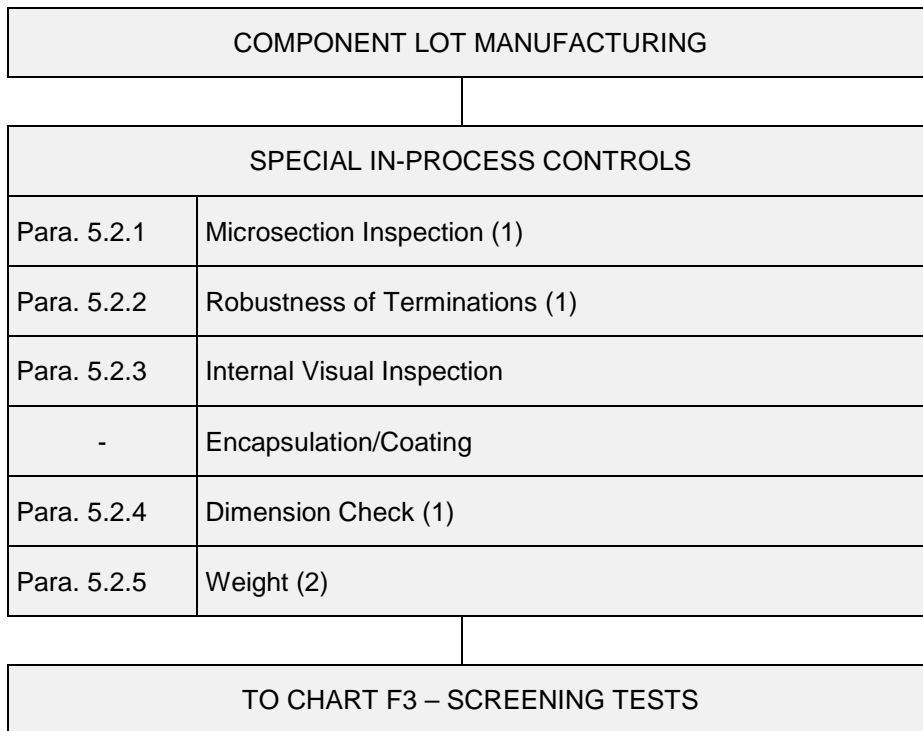 COMPONENT LOT MANUFACTURING
SPECIAL IN-PROCESS CONTROLS
Para. 5.2.1 Microsection Inspection (1)
Para. 5.2.2 Robustness of Terminations (1)
Para. 5.2.3 Internal Visual Inspection
- Encapsulation/Coating
Para. 5.2.4 Dimension Check (1)
Para. 5.2.5 Weight (2)
TO CHART F3 – SCREENING TESTS